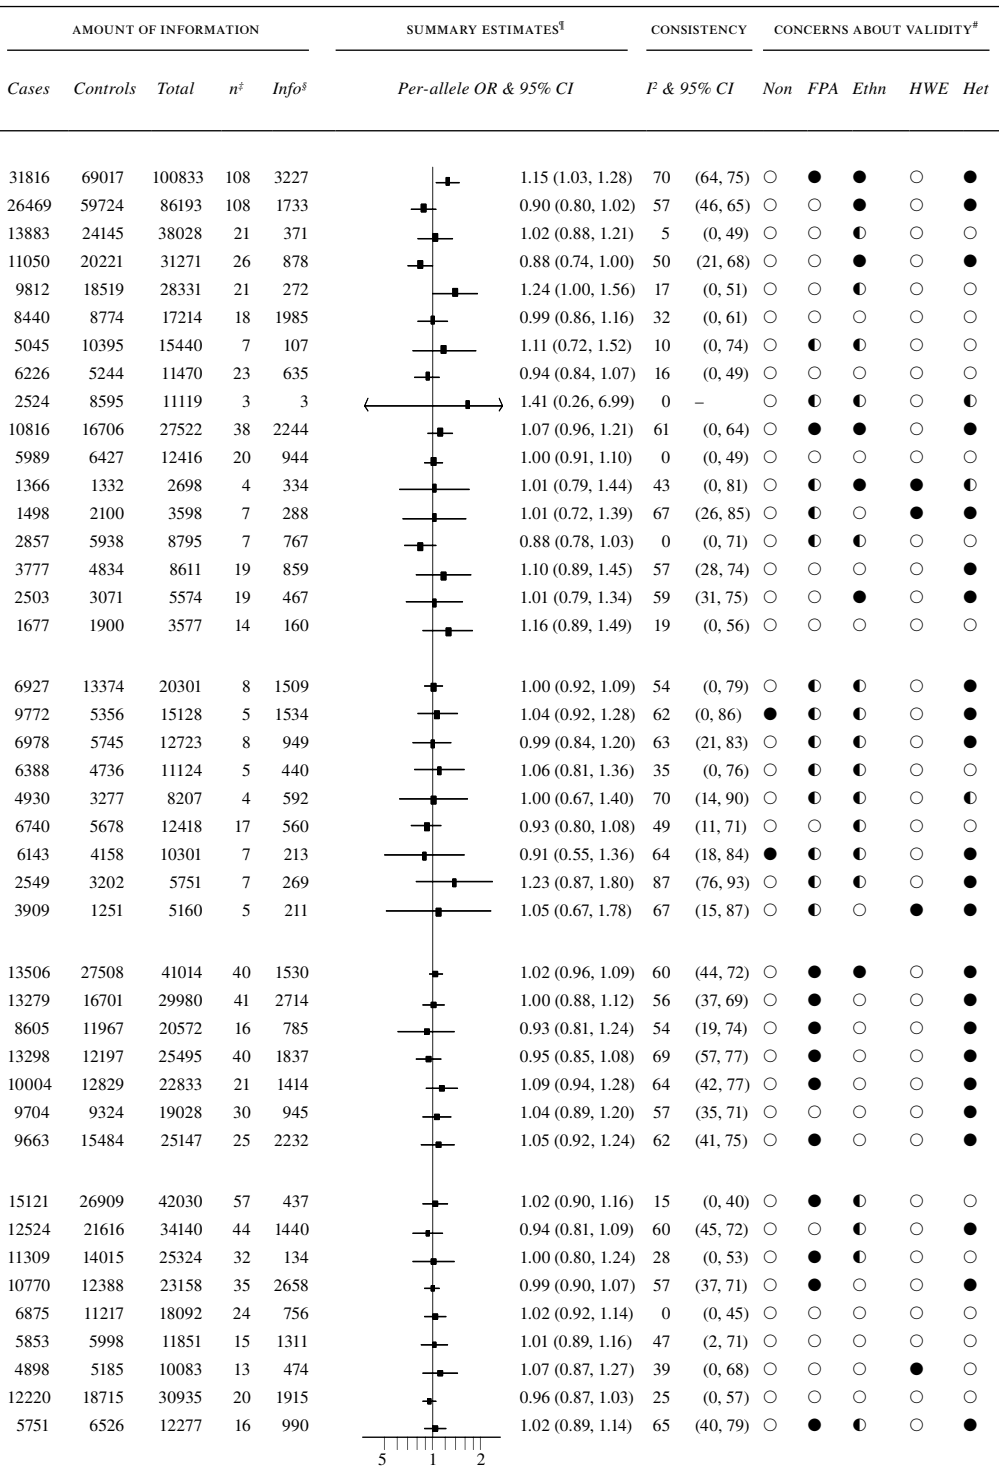 AMOUNT OF INFORMATION SUMMARY ESTIMATES¶ CONSISTENCY CONCERNS ABOUT VALIDITY#
Cases Controls Total n‡ Info§ Per-allele OR & 95% CI I² & 95% CI Non FPA Ethn HWE Het
31816 69017 100833 108 3227 1.15 (1.03, 1.28) 70 (64, 75) ○ ● ● ○ ●
26469 59724 86193 108 1733 0.90 (0.80, 1.02) 57 (46, 65) ○ ○ ● ○ ●
13883 24145 38028 21 371 1.02 (0.88, 1.21) 5 (0, 49) ○ ○ ◐ ○ ○
11050 20221 31271 26 878 0.88 (0.74, 1.00) 50 (21, 68) ○ ○ ● ○ ●
9812 18519 28331 21 272 1.24 (1.00, 1.56) 17 (0, 51) ○ ○ ◐ ○ ○
8440 8774 17214 18 1985 0.99 (0.86, 1.16) 32 (0, 61) ○ ○ ○ ○ ○
5045 10395 15440 7 107 1.11 (0.72, 1.52) 10 (0, 74) ○ ◐ ◐ ○ ○
6226 5244 11470 23 635 0.94 (0.84, 1.07) 16 (0, 49) ○ ○ ○ ○ ○
2524 8595 11119 3 3 1.41 (0.26, 6.99) 0 – ○ ◐ ◐ ○ ◐
10816 16706 27522 38 2244 1.07 (0.96, 1.21) 61 (0, 64) ○ ● ● ○ ●
5989 6427 12416 20 944 1.00 (0.91, 1.10) 0 (0, 49) ○ ○ ○ ○ ○
1366 1332 2698 4 334 1.01 (0.79, 1.44) 43 (0, 81) ○ ◐ ● ● ◐
1498 2100 3598 7 288 1.01 (0.72, 1.39) 67 (26, 85) ○ ◐ ○ ● ●
2857 5938 8795 7 767 0.88 (0.78, 1.03) 0 (0, 71) ○ ◐ ◐ ○ ○
3777 4834 8611 19 859 1.10 (0.89, 1.45) 57 (28, 74) ○ ○ ○ ○ ●
2503 3071 5574 19 467 1.01 (0.79, 1.34) 59 (31, 75) ○ ○ ● ○ ●
1677 1900 3577 14 160 1.16 (0.89, 1.49) 19 (0, 56) ○ ○ ○ ○ ○
6927 13374 20301 8 1509 1.00 (0.92, 1.09) 54 (0, 79) ○ ◐ ◐ ○ ●
9772 5356 15128 5 1534 1.04 (0.92, 1.28) 62 (0, 86) ● ◐ ◐ ○ ●
6978 5745 12723 8 949 0.99 (0.84, 1.20) 63 (21, 83) ○ ◐ ◐ ○ ●
6388 4736 11124 5 440 1.06 (0.81, 1.36) 35 (0, 76) ○ ◐ ◐ ○ ○
4930 3277 8207 4 592 1.00 (0.67, 1.40) 70 (14, 90) ○ ◐ ◐ ○ ◐
6740 5678 12418 17 560 0.93 (0.80, 1.08) 49 (11, 71) ○ ○ ◐ ○ ○
6143 4158 10301 7 213 0.91 (0.55, 1.36) 64 (18, 84) ● ◐ ◐ ○ ●
2549 3202 5751 7 269 1.23 (0.87, 1.80) 87 (76, 93) ○ ◐ ◐ ○ ●
3909 1251 5160 5 211 1.05 (0.67, 1.78) 67 (15, 87) ○ ◐ ○ ● ●
13506 27508 41014 40 1530 1.02 (0.96, 1.09) 60 (44, 72) ○ ● ● ○ ●
13279 16701 29980 41 2714 1.00 (0.88, 1.12) 56 (37, 69) ○ ● ○ ○ ●
8605 11967 20572 16 785 0.93 (0.81, 1.24) 54 (19, 74) ○ ● ○ ○ ●
13298 12197 25495 40 1837 0.95 (0.85, 1.08) 69 (57, 77) ○ ● ○ ○ ●
10004 12829 22833 21 1414 1.09 (0.94, 1.28) 64 (42, 77) ○ ● ○ ○ ●
9704 9324 19028 30 945 1.04 (0.89, 1.20) 57 (35, 71) ○ ○ ○ ○ ●
9663 15484 25147 25 2232 1.05 (0.92, 1.24) 62 (41, 75) ○ ● ○ ○ ●
15121 26909 42030 57 437 1.02 (0.90, 1.16) 15 (0, 40) ○ ● ◐ ○ ○
12524 21616 34140 44 1440 0.94 (0.81, 1.09) 60 (45, 72) ○ ○ ◐ ○ ●
11309 14015 25324 32 134 1.00 (0.80, 1.24) 28 (0, 53) ○ ● ◐ ○ ○
10770 12388 23158 35 2658 0.99 (0.90, 1.07) 57 (37, 71) ○ ● ○ ○ ●
6875 11217 18092 24 756 1.02 (0.92, 1.14) 0 (0, 45) ○ ○ ○ ○ ○
5853 5998 11851 15 1311 1.01 (0.89, 1.16) 47 (2, 71) ○ ○ ○ ○ ○
4898 5185 10083 13 474 1.07 (0.87, 1.27) 39 (0, 68) ○ ○ ○ ● ○
12220 18715 30935 20 1915 0.96 (0.87, 1.03) 25 (0, 57) ○ ○ ○ ○ ○
5751 6526 12277 16 990 1.02 (0.89, 1.14) 65 (40, 79) ○ ● ◐ ○ ●
5 1 2